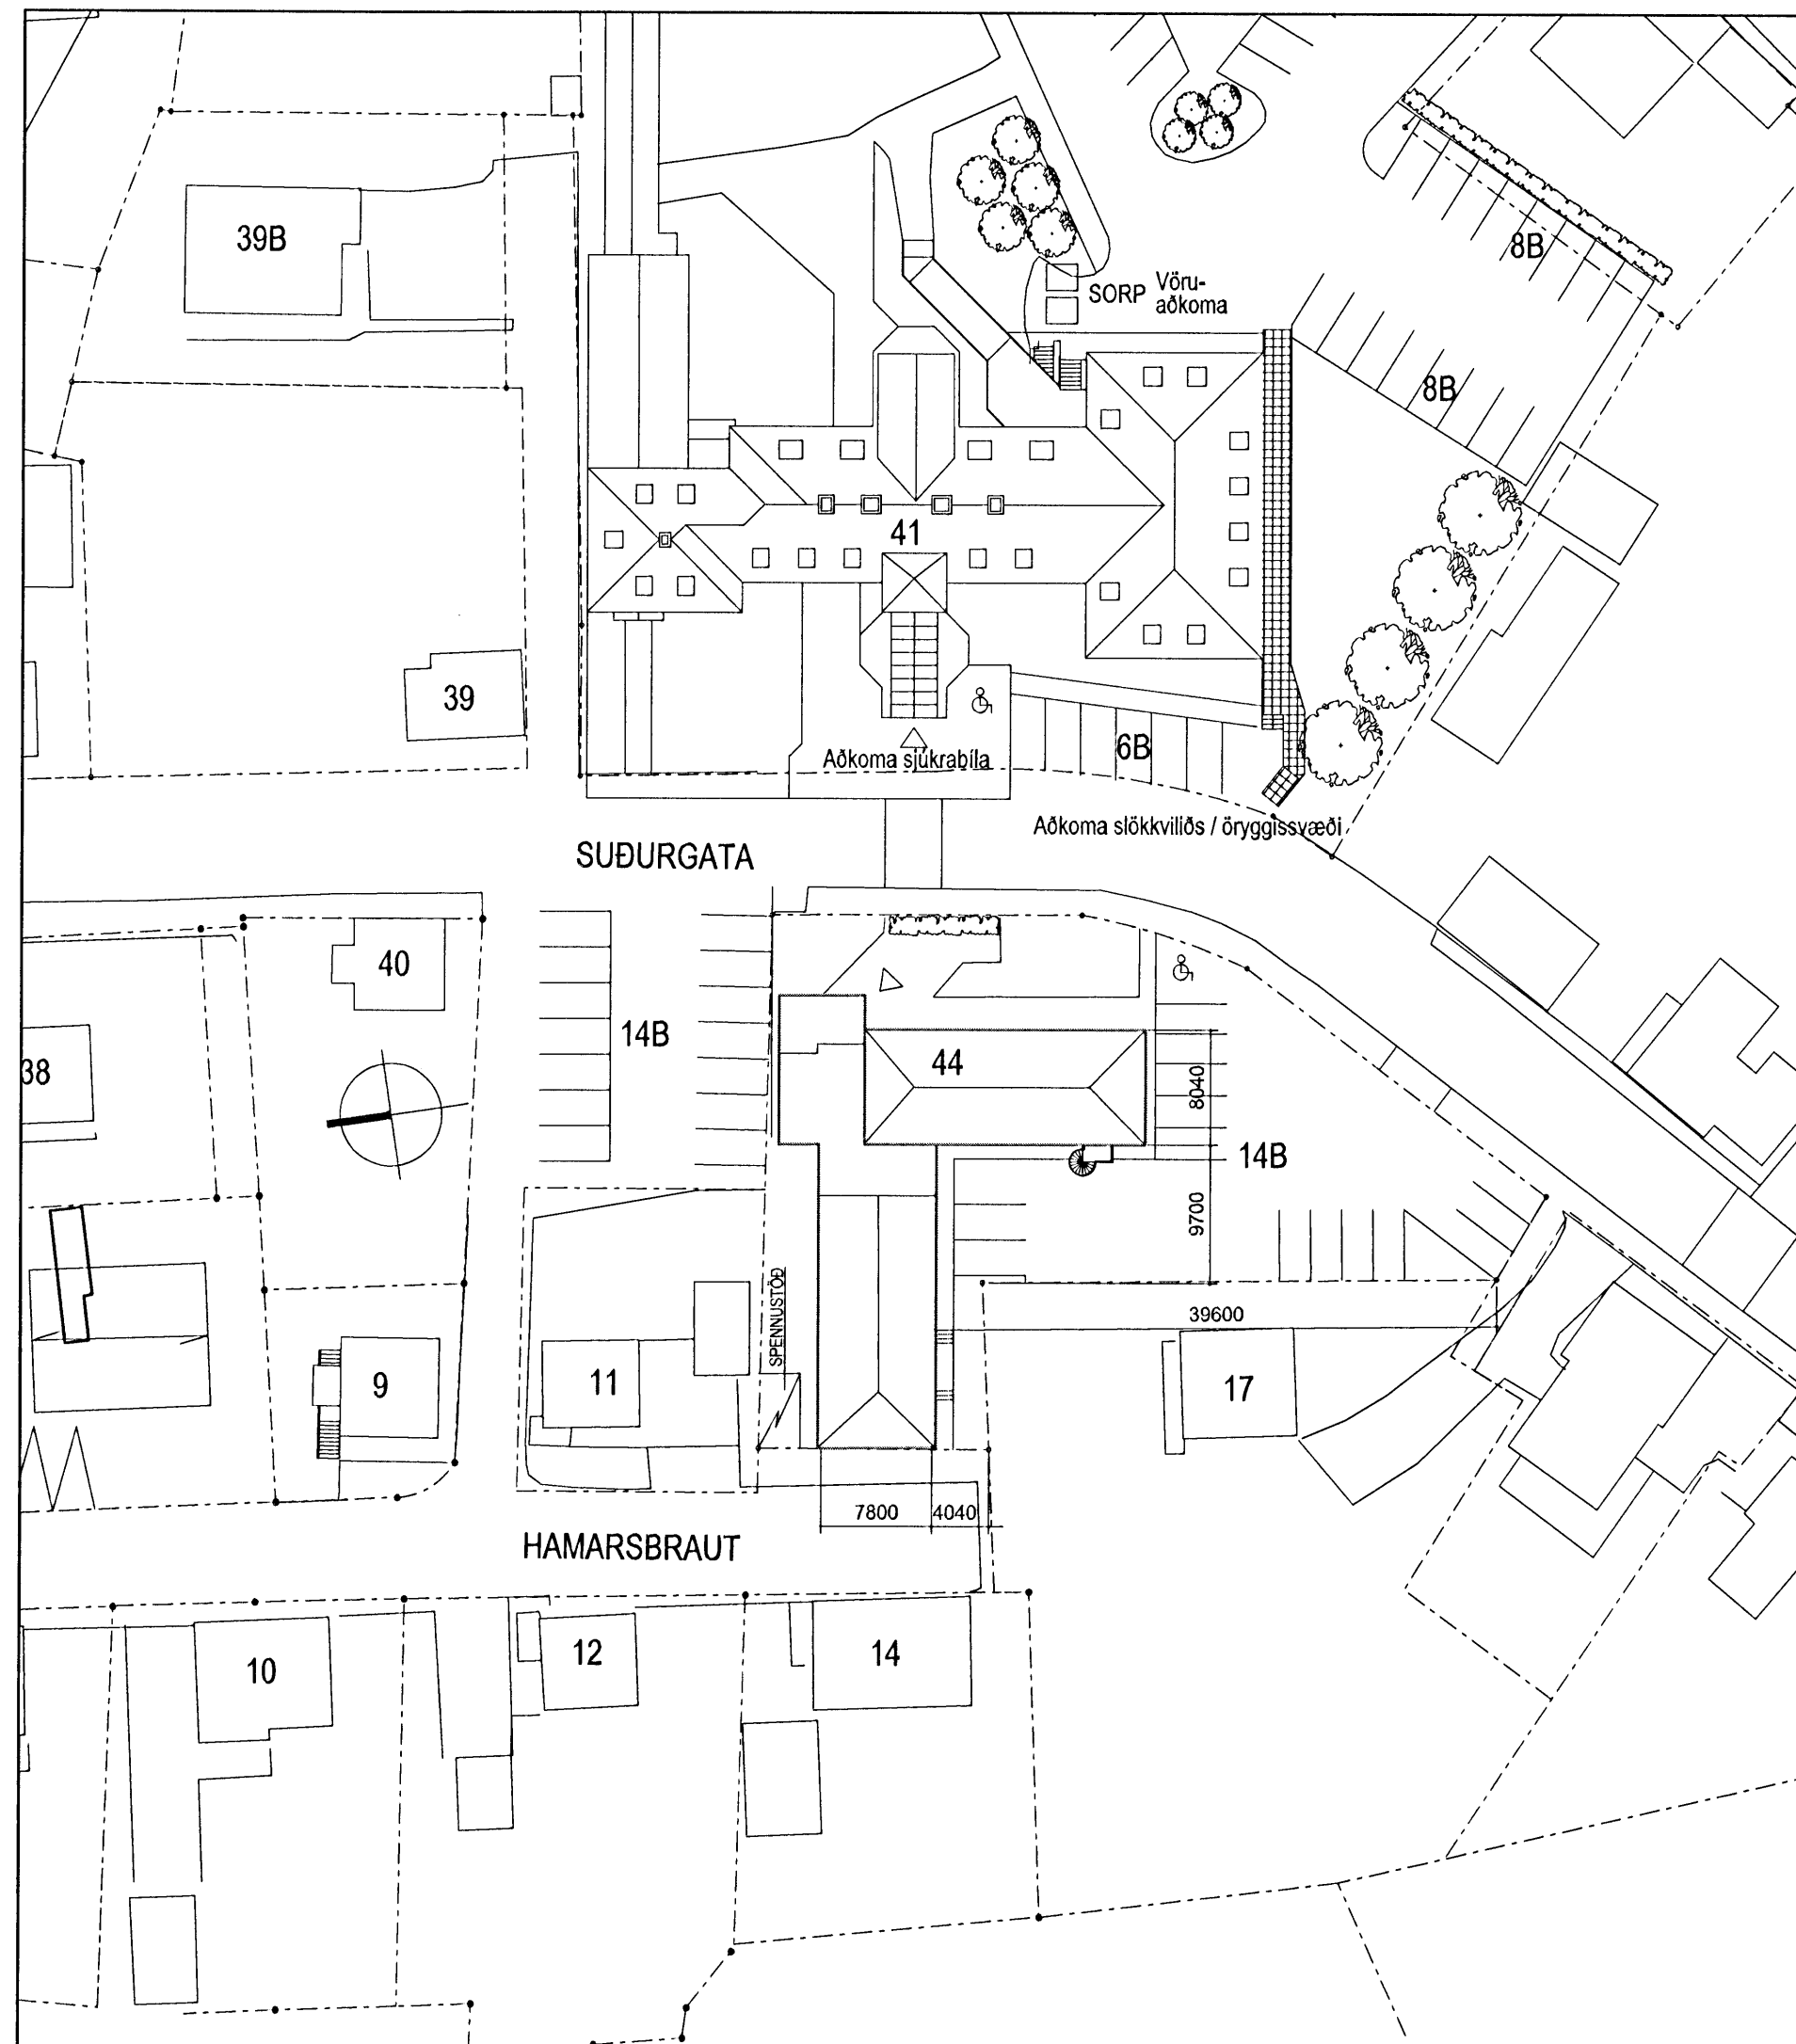 39B
8B
SORP
Vöru-
aðkoma
8B
41
39
6B
Aðkoma sjúkrabíla
Aðkoma slökkviliðs / öryggissvæði
SUÐURGATA
40
14B
38
44
8040
14B
9700
SPENNUSTÖÐ
39600
9
11
17
7800
4040
HAMARSBRAUT
10
12
14